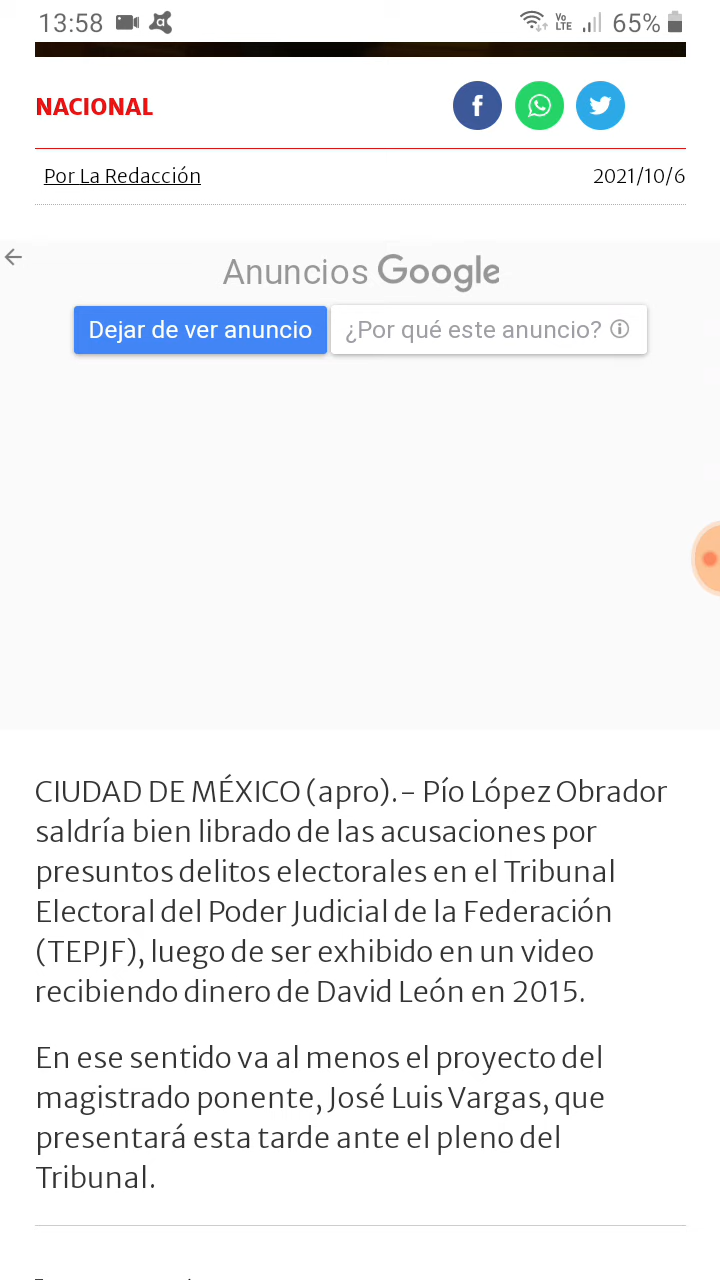 13:58
Vo LTE
65%
NACIONAL
Por La Redacción
2021/10/6
Anuncios Google
Dejar de ver anuncio
¿Por qué este anuncio?
CIUDAD DE MÉXICO (apro).- Pío López Obrador
saldría bien librado de las acusaciones por
presuntos delitos electorales en el Tribunal
Electoral del Poder Judicial de la Federación
(TEPJF), luego de ser exhibido en un video
recibiendo dinero de David León en 2015.
En ese sentido va al menos el proyecto del
magistrado ponente, José Luis Vargas, que
presentará esta tarde ante el pleno del
Tribunal.